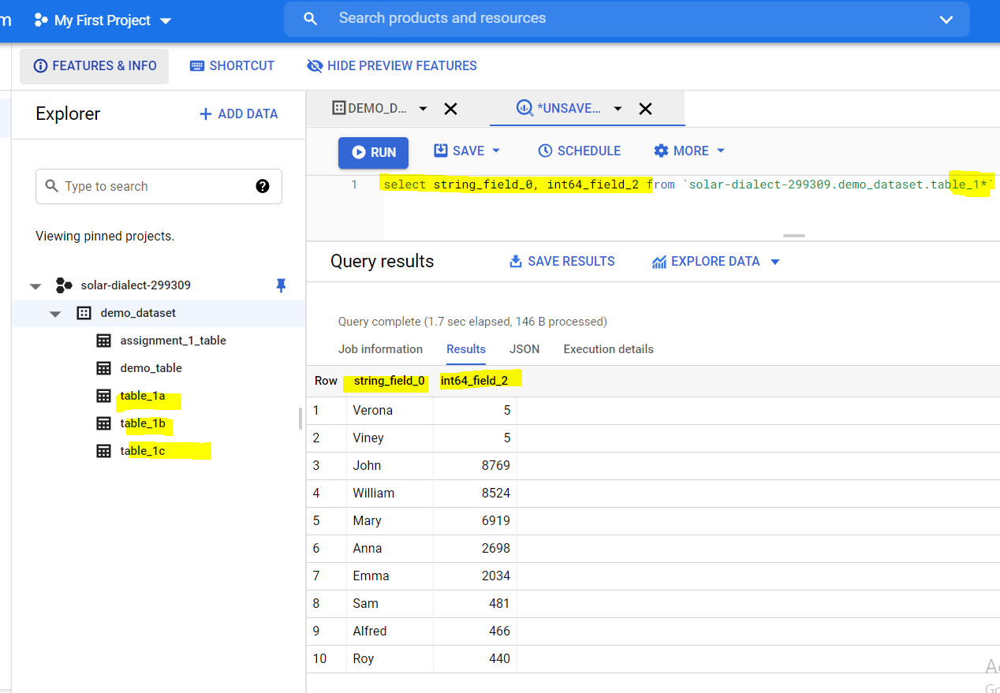 m My First Project Search products and resources
FEATURES & INFO SHORTCUT HIDE PREVIEW FEATURES
Explorer + ADD DATA
Type to search
Viewing pinned projects.
solar-dialect-299309
demo_dataset
assignment_1_table
demo_table
table_1a
table_1b
table_1c
DEMO_D... *UNSAVE...
RUN SAVE SCHEDULE MORE
1 select string_field_0, int64_field_2 from `solar-dialect-299309.demo_dataset.table_1*`
Query results SAVE RESULTS EXPLORE DATA
Query complete (1.7 sec elapsed, 146 B processed)
Job information Results JSON Execution details
Row string_field_0 int64_field_2
1 Verona 5
2 Viney 5
3 John 8769
4 William 8524
5 Mary 6919
6 Anna 2698
7 Emma 2034
8 Sam 481
9 Alfred 466
10 Roy 440